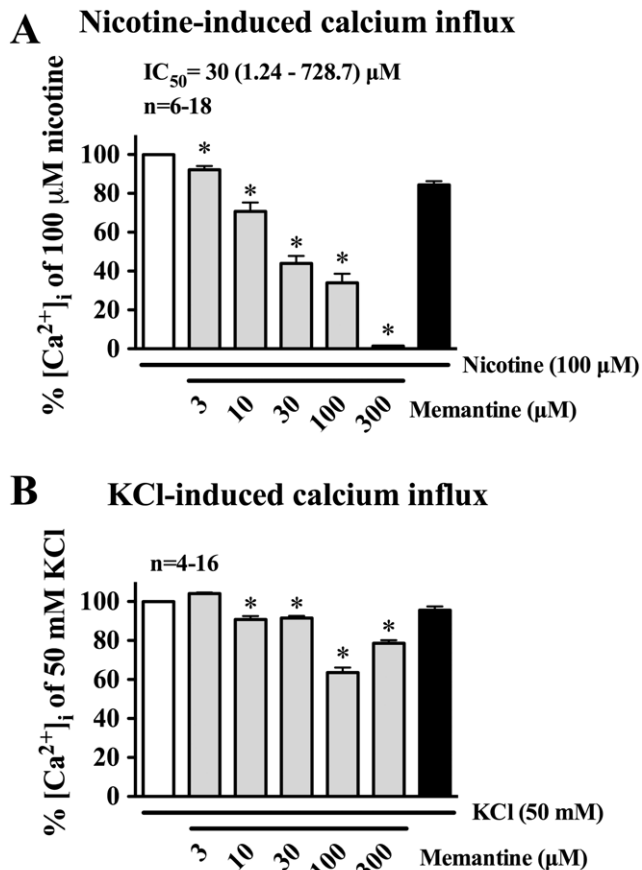 A Nicotine-induced calcium influx
IC50= 30 (1.24 - 728.7) μM
n=6-18
% [Ca2+]i of 100 μM nicotine
100
80
60
40
20
0
* * * * *
Nicotine (100 μM)
3 10 30 100 300 Memantine (μM)
B KCl-induced calcium influx
n=4-16
% [Ca2+]i of 50 mM KCl
100
80
60
40
20
0
* * * *
KCl (50 mM)
3 10 30 100 300 Memantine (μM)